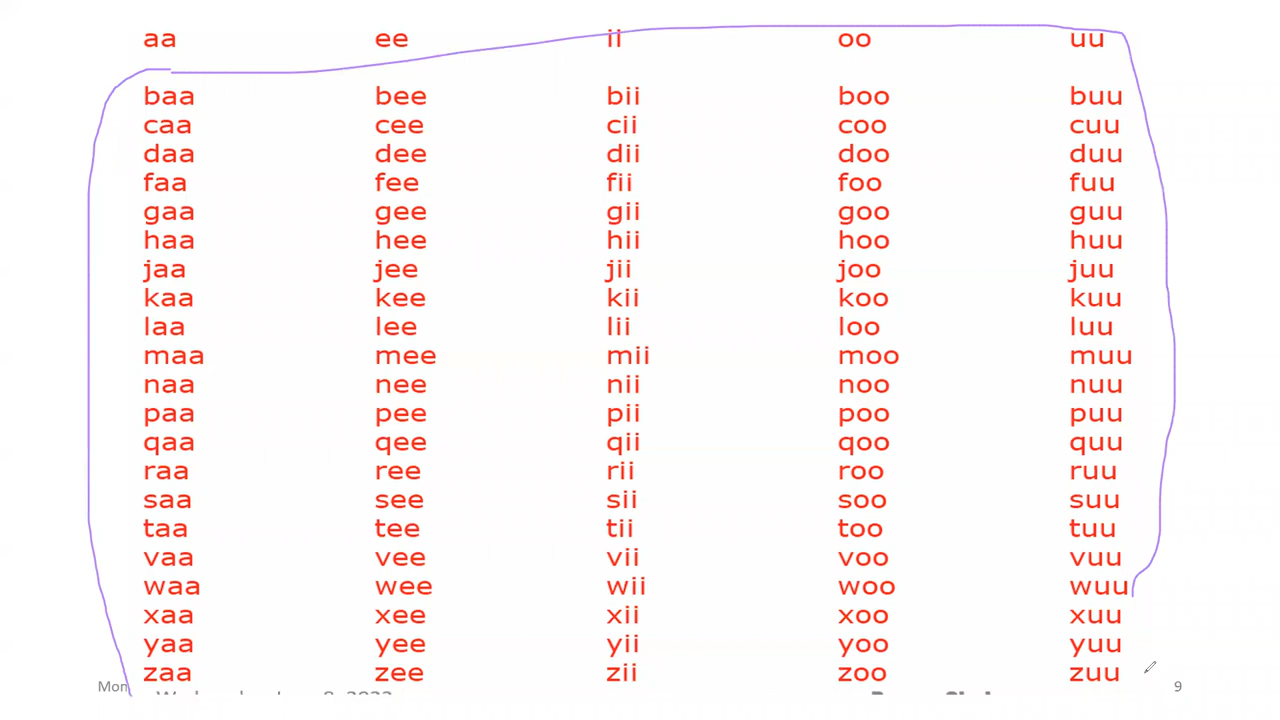 aa ee ii oo uu
baa bee bii boo buu
caa cee cii coo cuu
daa dee dii doo duu
faa fee fii foo fuu
gaa gee gii goo guu
haa hee hii hoo huu
jaa jee jii joo juu
kaa kee kii koo kuu
laa lee lii loo luu
maa mee mii moo muu
naa nee nii noo nuu
paa pee pii poo puu
qaa qee qii qoo quu
raa ree rii roo ruu
saa see sii soo suu
taa tee tii too tuu
vaa vee vii voo vuu
waa wee wii woo wuu
xaa xee xii xoo xuu
yaa yee yii yoo yuu
zaa zee zii zoo zuu
Mon 9